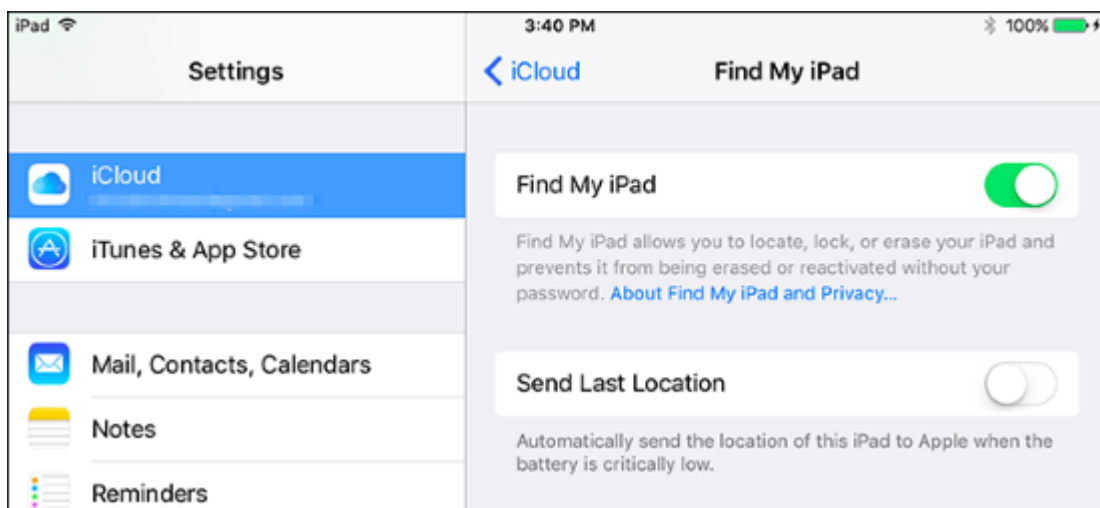 iPad
3:40 PM
100%
Settings
iCloud
Find My iPad
iCloud
iTunes & App Store
Mail, Contacts, Calendars
Notes
Reminders
Find My iPad
Find My iPad allows you to locate, lock, or erase your iPad and
prevents it from being erased or reactivated without your
password. About Find My iPad and Privacy...
Send Last Location
Automatically send the location of this iPad to Apple when the
battery is critically low.